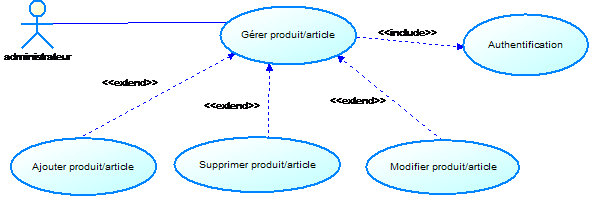 Gérer produit/article
<<include>>
Authentification
administrateur
<<extend>>
<<extend>>
<<extend>>
Ajouter produit/article
Supprimer produit/article
Modifier produit/article